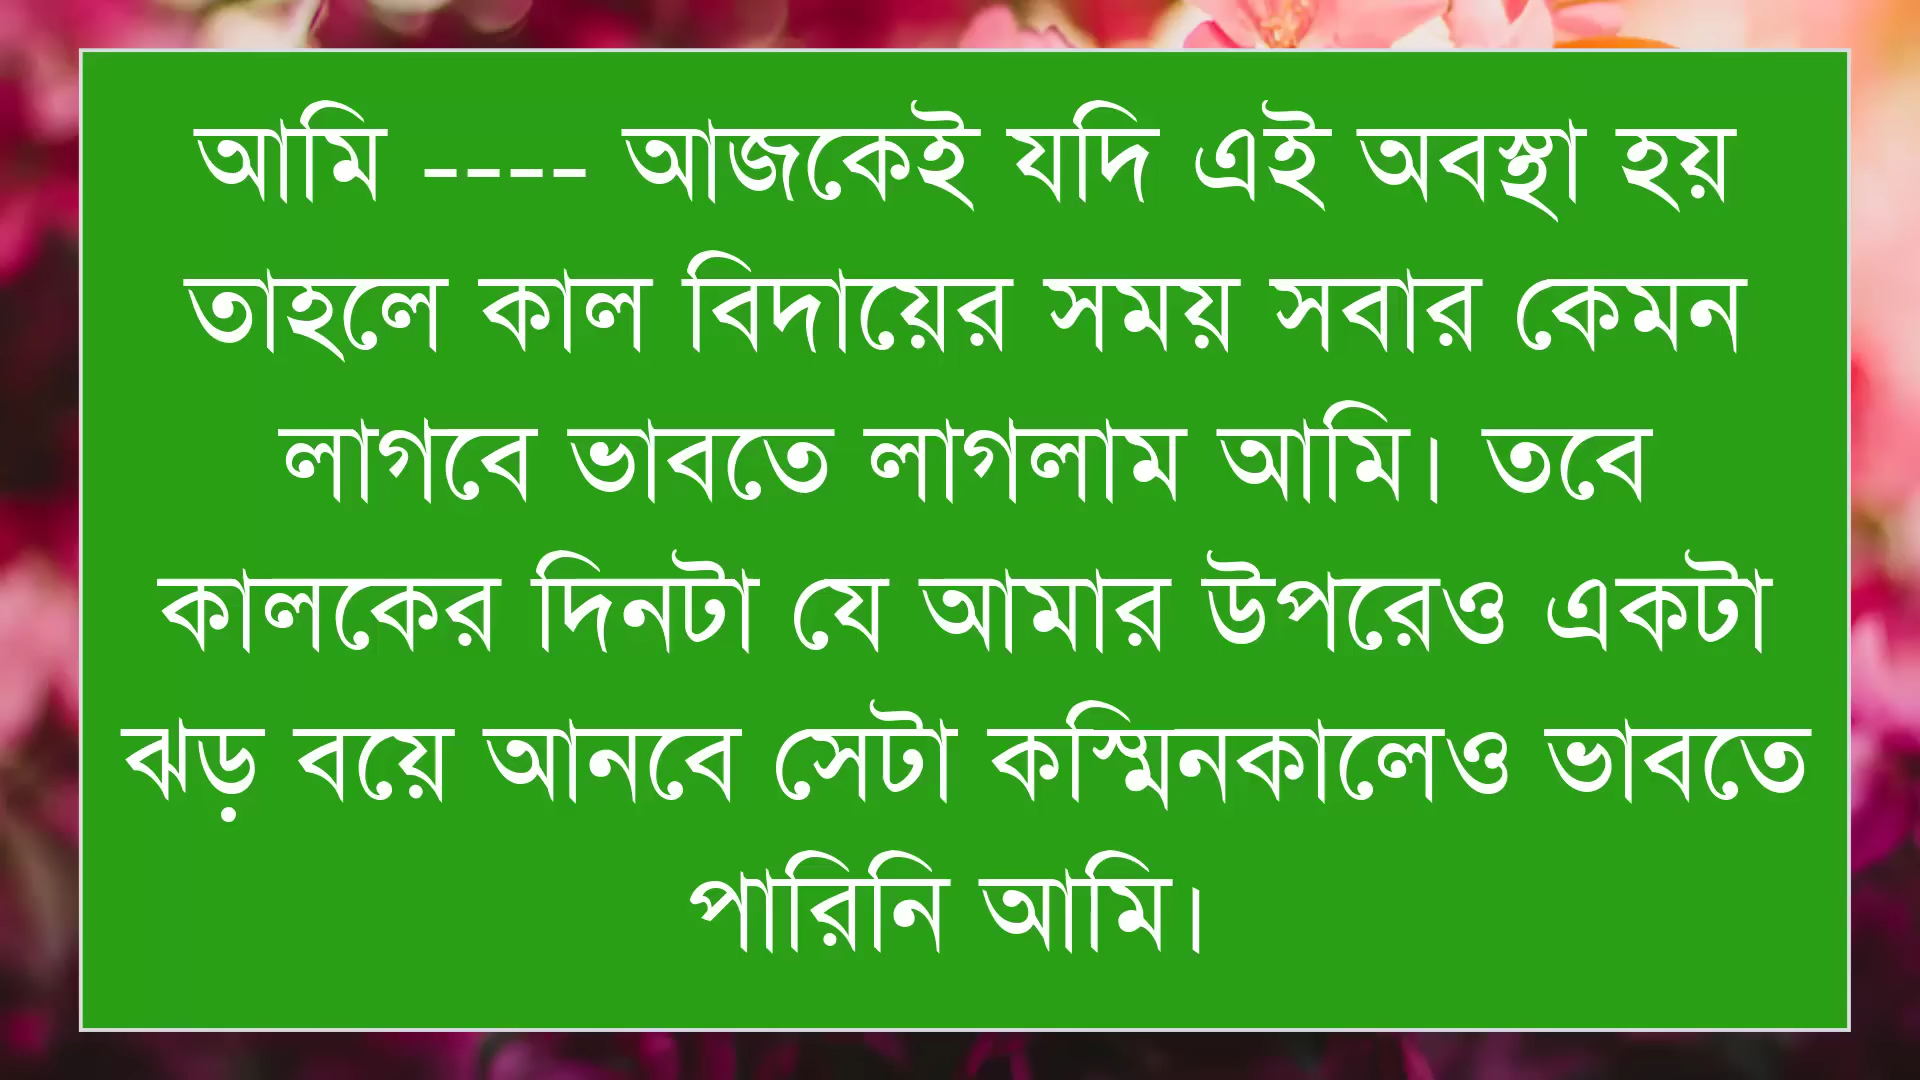 আমি ---- আজকেই যদি এই অবস্থা হয়
তাহলে কাল বিদায়ের সময় সবার কেমন
লাগবে ভাবতে লাগলাম আমি। তবে
কালকের দিনটা যে আমার উপরেও একটা
ঝড় বয়ে আনবে সেটা কস্মিনকালেও ভাবতে
পারিনি আমি।